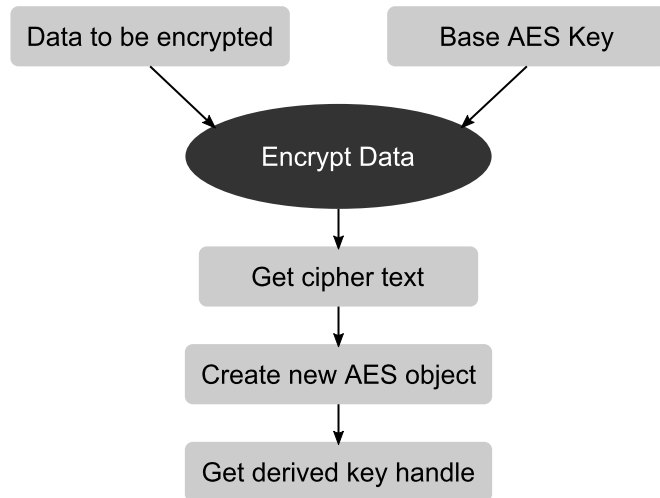 Data to be encrypted
Base AES Key
Encrypt Data
Get cipher text
Create new AES object
Get derived key handle